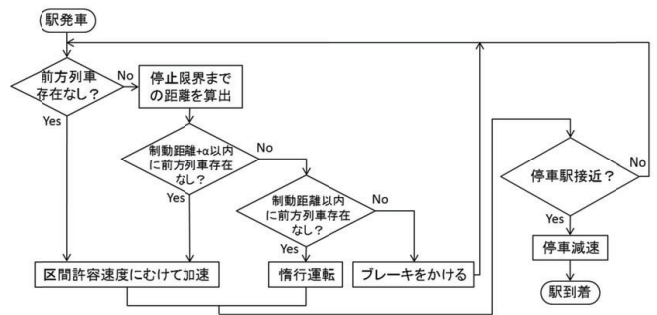 駅発車
前方列車
存在なし？
No
Yes
停止限界まで
の距離を算出
制動距離+α以内
に前方列車存在
なし？
No
Yes
制動距離以内
に前方列車存在
なし？
No
Yes
区間許容速度にむけて加速
惰行運転
ブレーキをかける
停車駅接近？
No
Yes
停車減速
駅到着